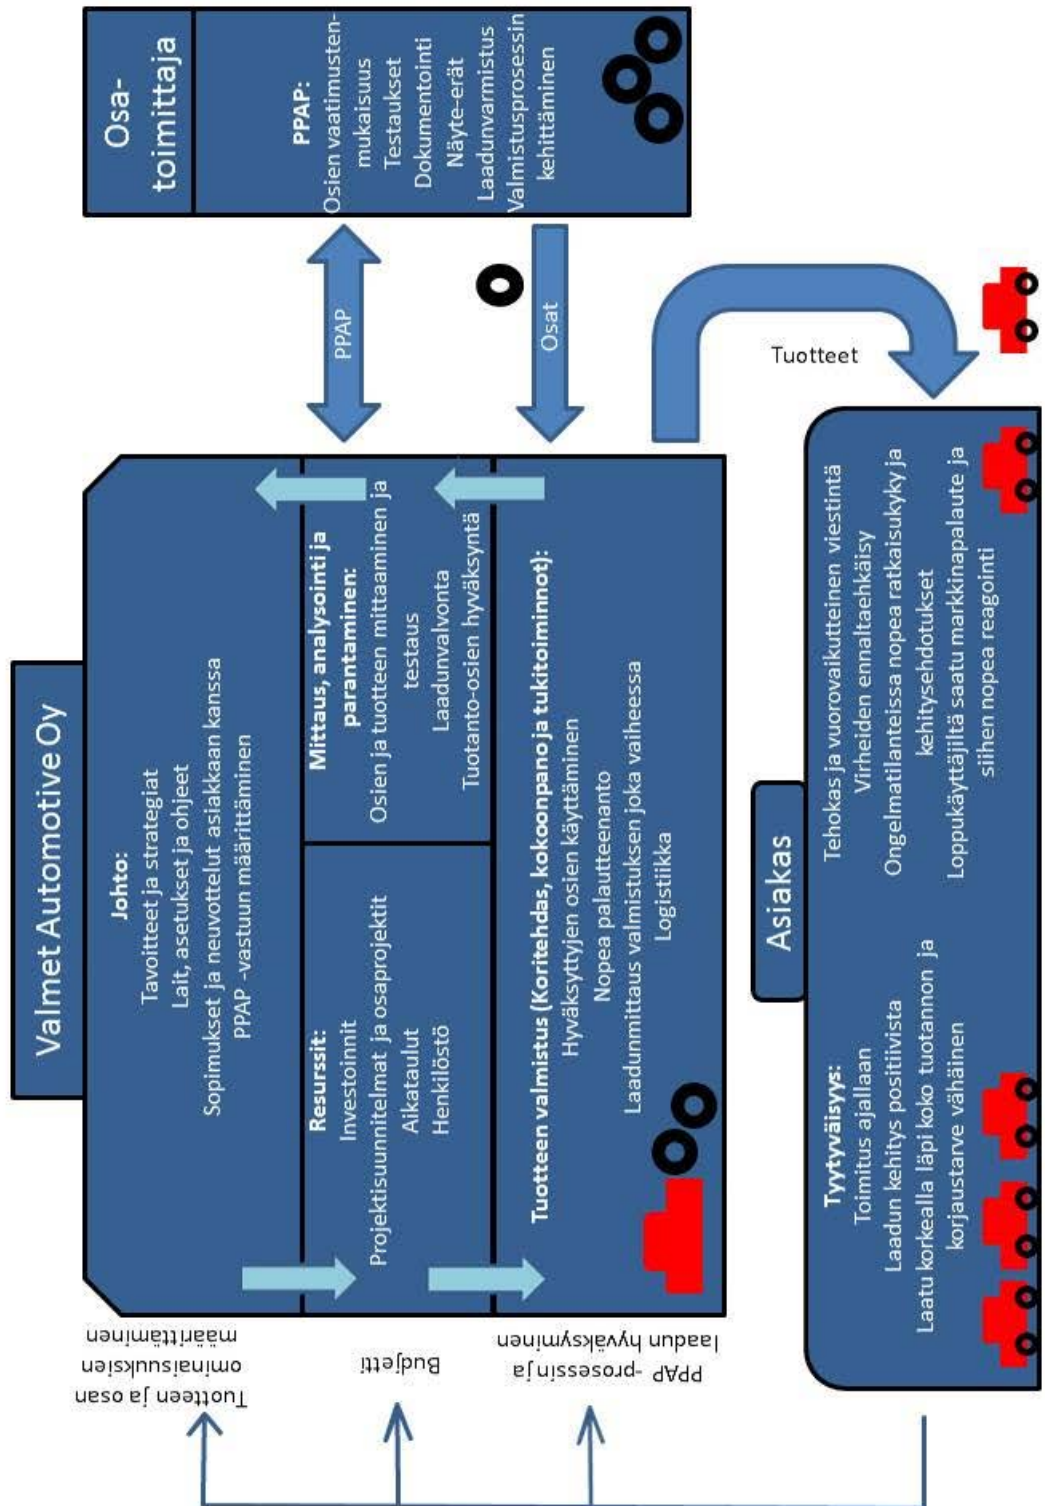 Valmet Automotive Oy
Johto:
Tavoitteet ja strategiat
Lait, asetukset ja ohjeet
Sopimukset ja neuvottelut asiakkaan kanssa
PPAP -vastuun määrittäminen
Resurssit:
Investoinnit
Projektisuunnitelmat ja osaprojektit
Aikataulut
Henkilöstö
Mittaus, analysointi ja
parantaminen:
Osien ja tuotteen mittaaminen ja
testaus
Laadunvalvonta
Tuotanto-osien hyväksyntä
Tuotteen valmistus (Koritehdas, kokoonpano ja tukitoiminnot):
Hyväksyttyjen osien käyttäminen
Nopea palautteenanto
Laadunmittaus valmistuksen joka vaiheessa
Logistiikka
Osa-
toimittaja
PPAP:
Osien vaatimusten-
mukaisuus
Testaukset
Dokumentointi
Näyte-erät
Laadunvarmistus
Valmistusprosessin
kehittäminen
PPAP
Osat
Tuotteet
Asiakas
Tyytyväisyys:
Toimitus ajallaan
Laadun kehitys positiivista
Laatu korkealla läpi koko tuotannon ja
korjaustarve vähäinen
Tehokas ja vuorovaikutteinen viestintä
Virheiden ennaltaehkäisy
Ongelmatilanteissa nopea ratkaisukyky ja
kehitysehdotukset
Loppukäyttäjiltä saatu markkinapalaute ja
siihen nopea reagointi
Tuotteen ja osan
ominaisuuksien
määrittäminen
Budjetti
PPAP -prosessin ja
laadun hyväksyminen